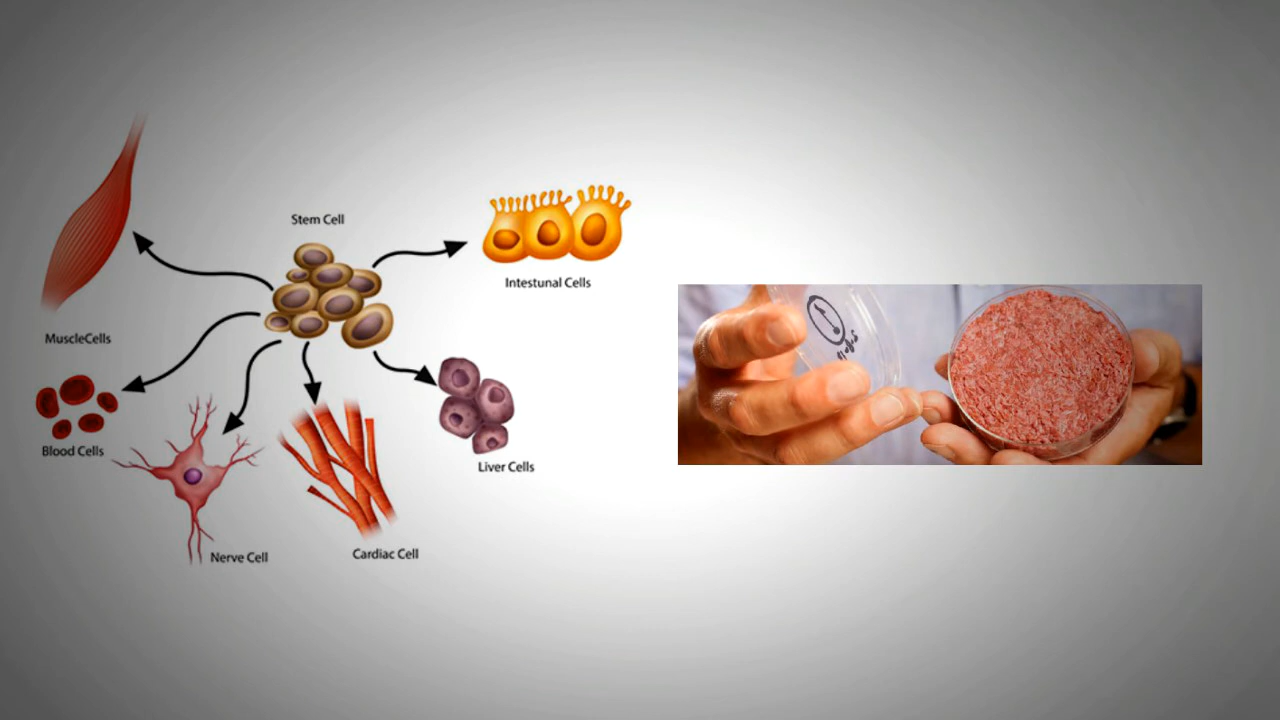 Stem Cell
Intestunal Cells
MuscleCells
Blood Cells
Liver Cells
Nerve Cell
Cardiac Cell